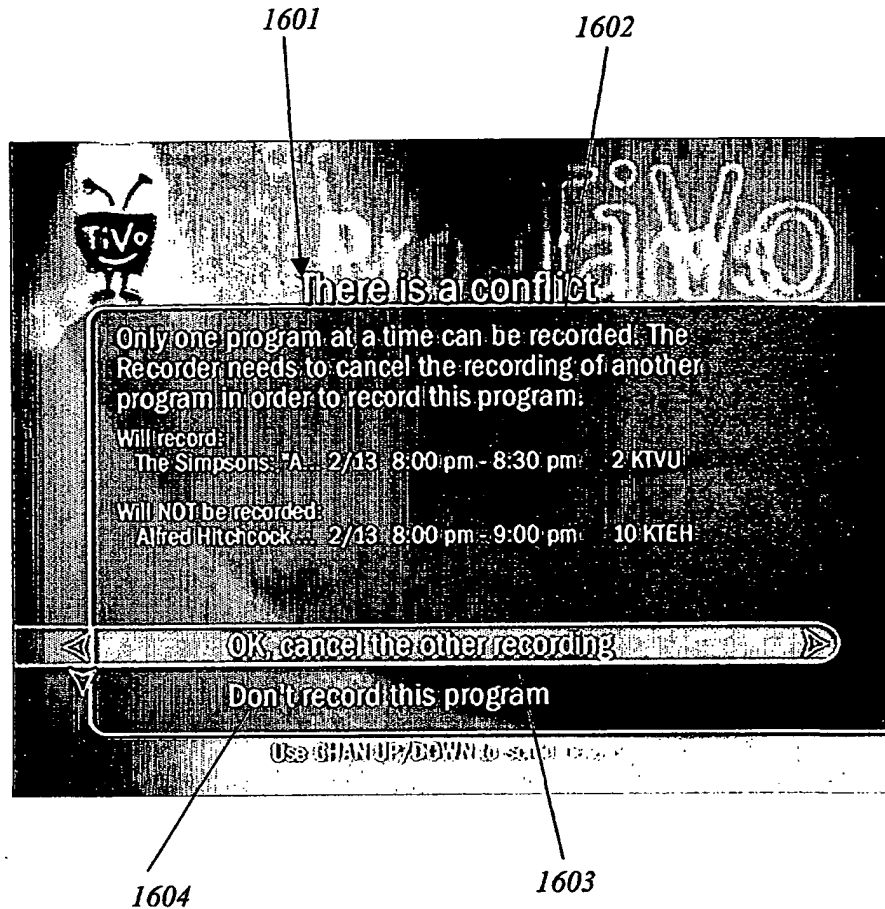 1601
1602
TiVo
There is a conflict
Only one program at a time can be recorded. The
Recorder needs to cancel the recording of another
program in order to record this program.
Will record:
The Simpsons "A... 2/13 8:00 pm - 8:30 pm 2 KTVU
Will NOT be recorded:
Alfred Hitchcock ... 2/13 8:00 pm - 9:00 pm 10 KTEH
OK, cancel the other recording
Don't record this program
Use CHAN UP/DOWN to
1604
1603